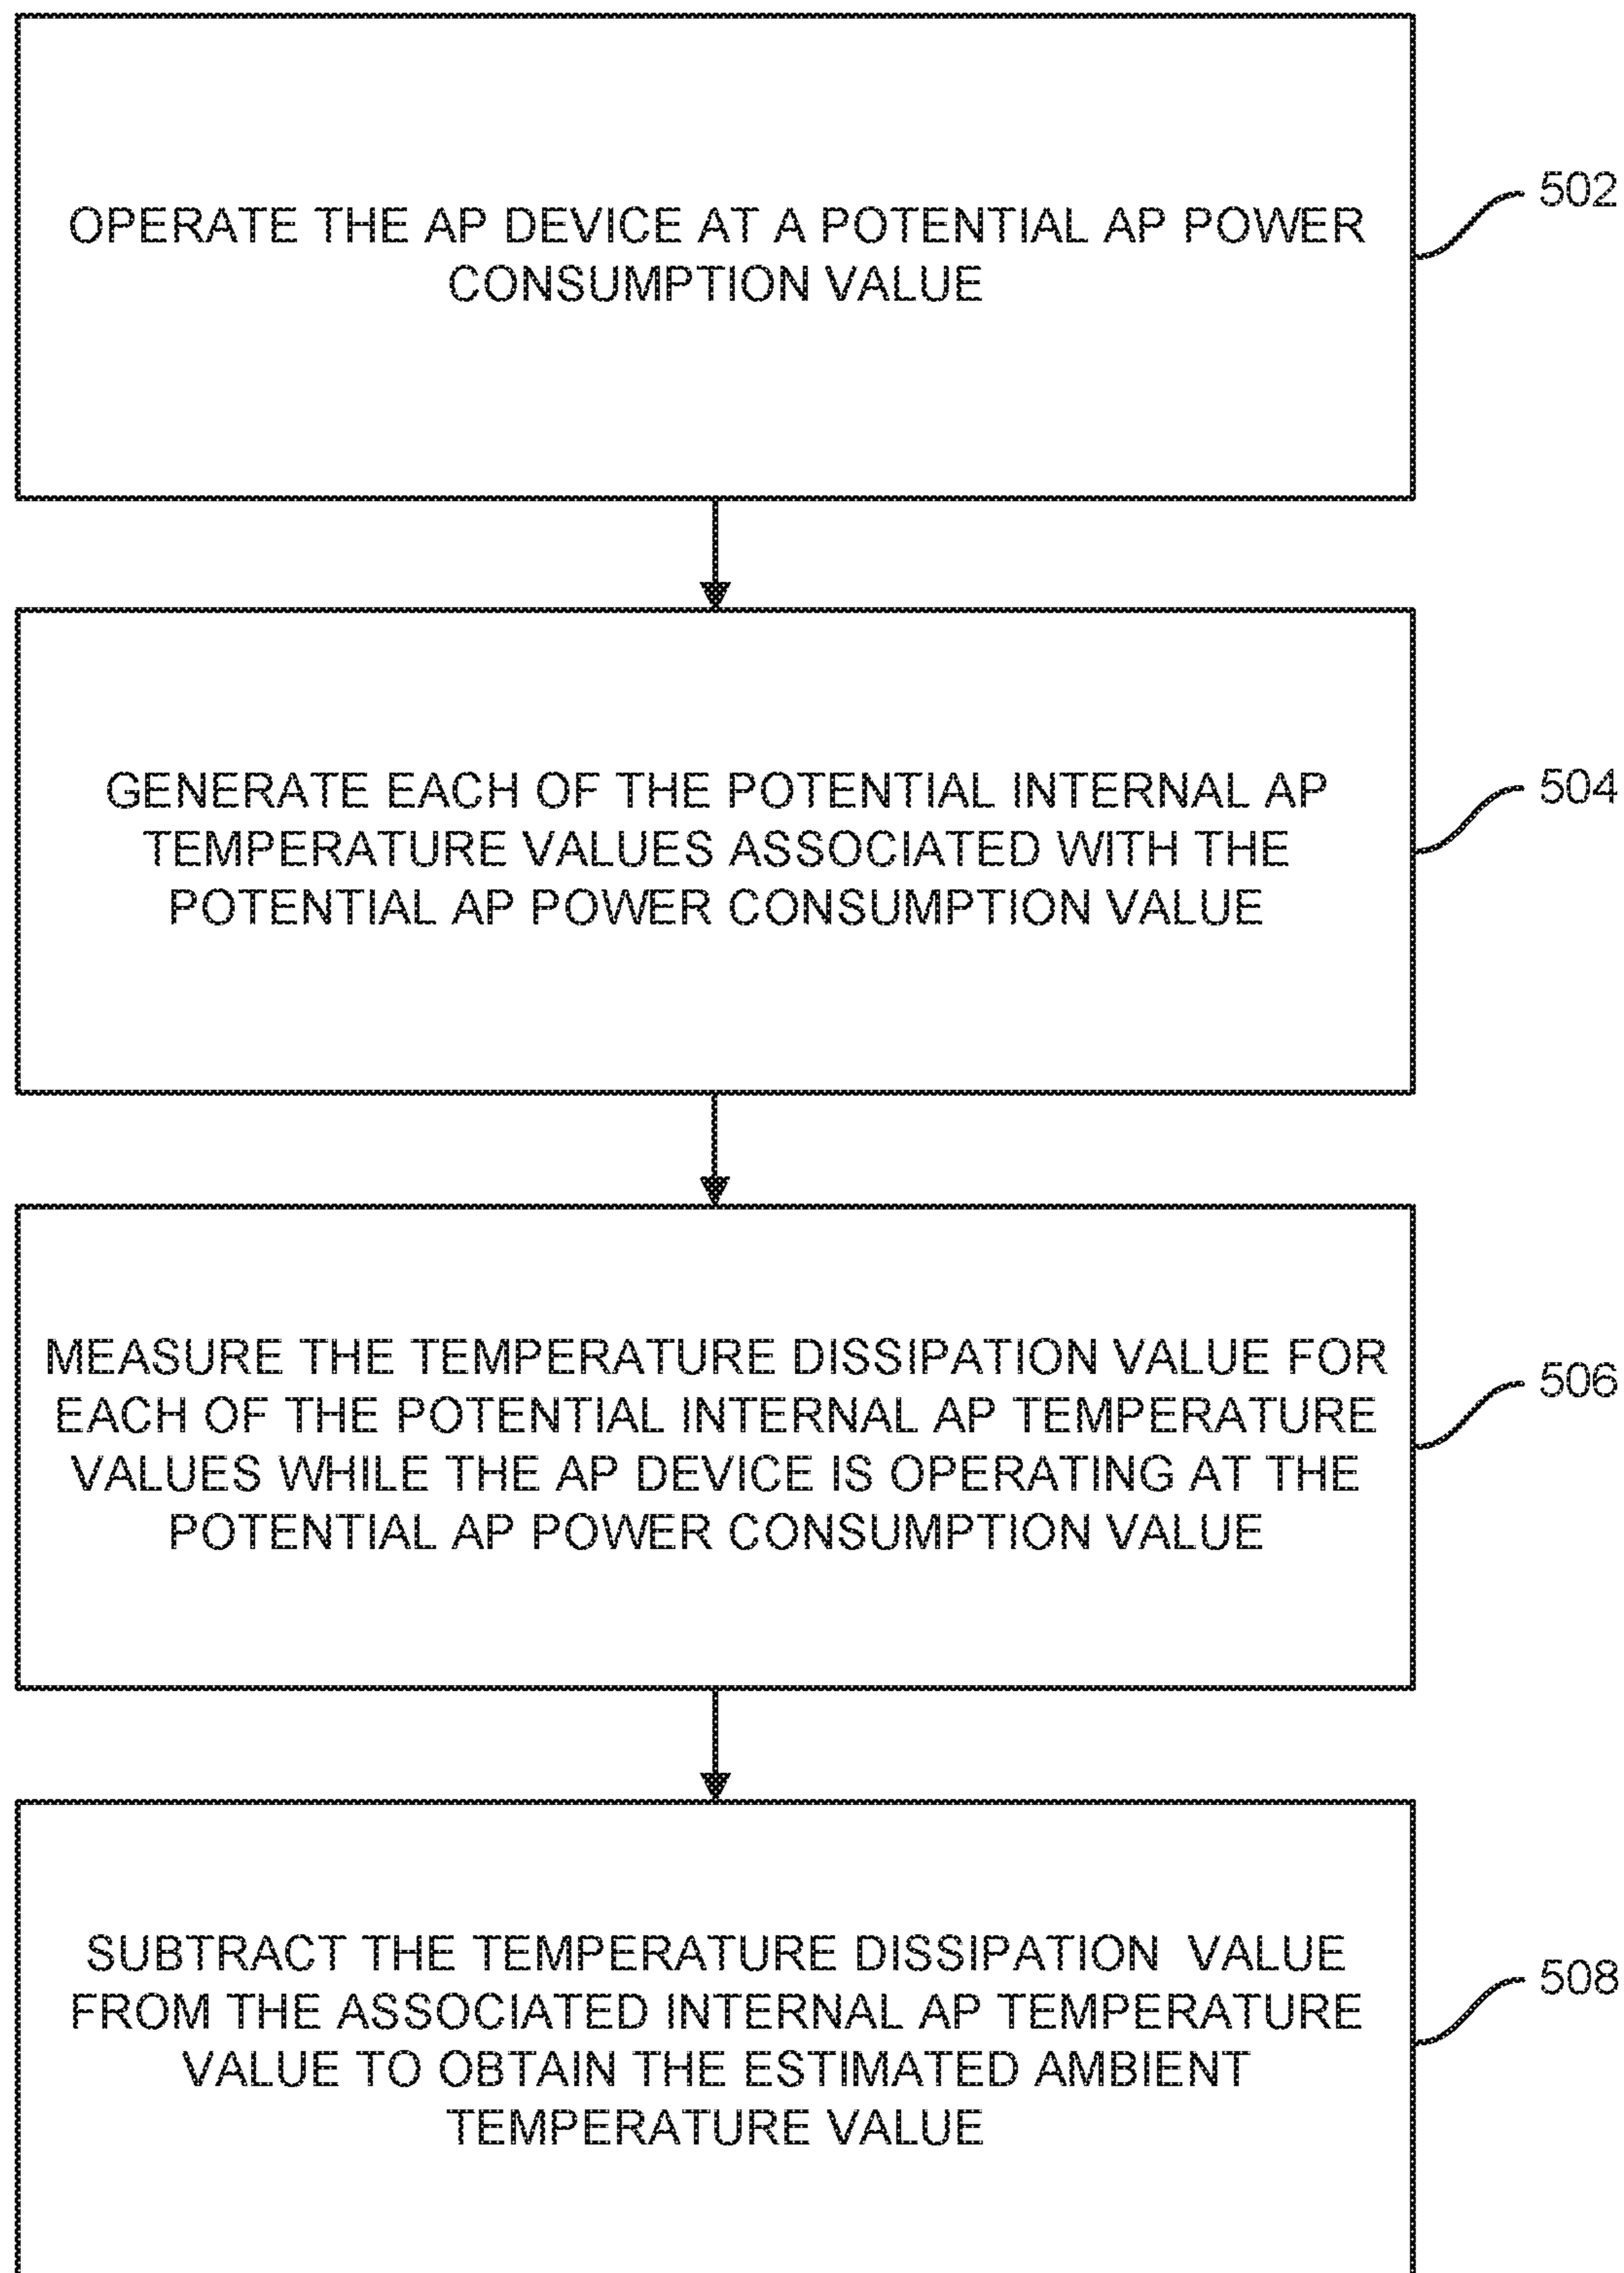 OPERATE THE AP DEVICE AT A POTENTIAL AP POWER
CONSUMPTION VALUE
502
GENERATE EACH OF THE POTENTIAL INTERNAL AP
TEMPERATURE VALUES ASSOCIATED WITH THE
POTENTIAL AP POWER CONSUMPTION VALUE
504
MEASURE THE TEMPERATURE DISSIPATION VALUE FOR
EACH OF THE POTENTIAL INTERNAL AP TEMPERATURE
VALUES WHILE THE AP DEVICE IS OPERATING AT THE
POTENTIAL AP POWER CONSUMPTION VALUE
506
SUBTRACT THE TEMPERATURE DISSIPATION VALUE
FROM THE ASSOCIATED INTERNAL AP TEMPERATURE
VALUE TO OBTAIN THE ESTIMATED AMBIENT
TEMPERATURE VALUE
508